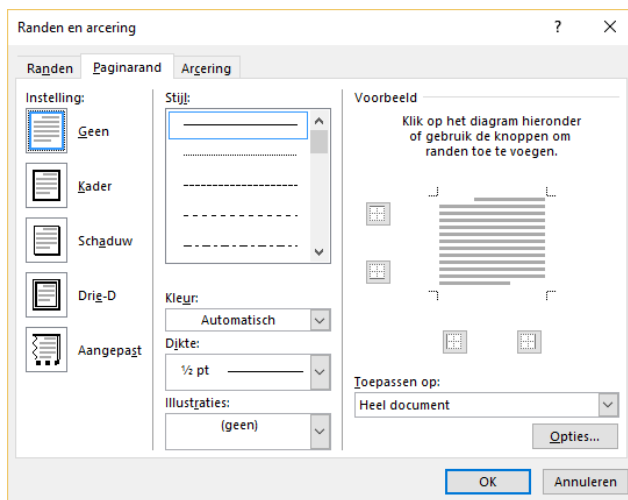 Randen en arcering
?
Randen
Paginarand
Arcering
Instelling:
Geen
Kader
Schaduw
Drie-D
Aangepast
Stijl:
Kleur:
Automatisch
Dikte:
½ pt
Illustraties:
(geen)
Voorbeeld
Klik op het diagram hieronder
of gebruik de knoppen om
randen toe te voegen.
Toepassen op:
Heel document
Opties...
OK
Annuleren